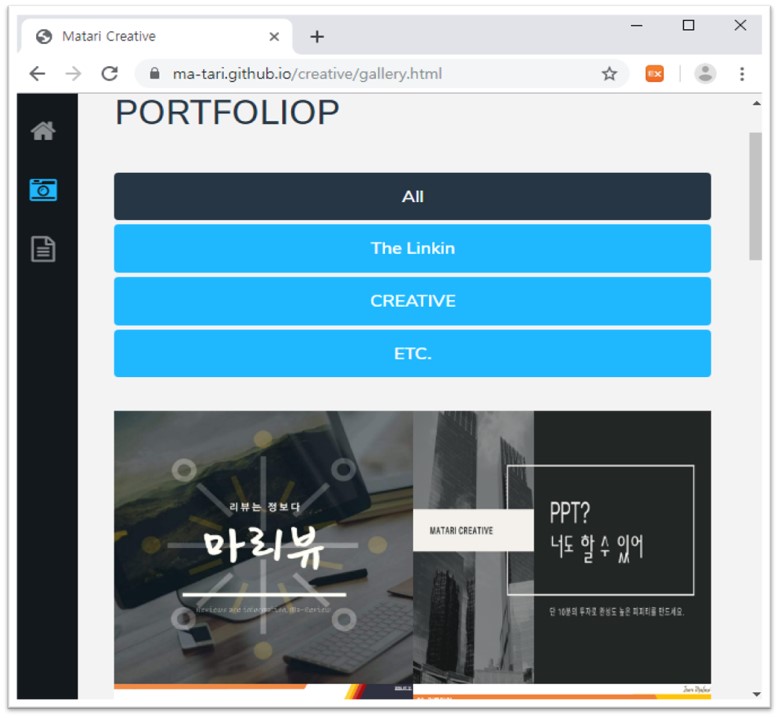 Matari Creative
ma-tari.github.io/creative/gallery.html
PORTFOLIOP
All
The Linkin
CREATIVE
ETC.
리뷰는 정보다
마리뷰
Reviews are information, Ma-Review
MATARI CREATIVE
PPT?
너도 할 수 있어
단 10분의 투자로 완성도 높은 피피티를 만드세요.